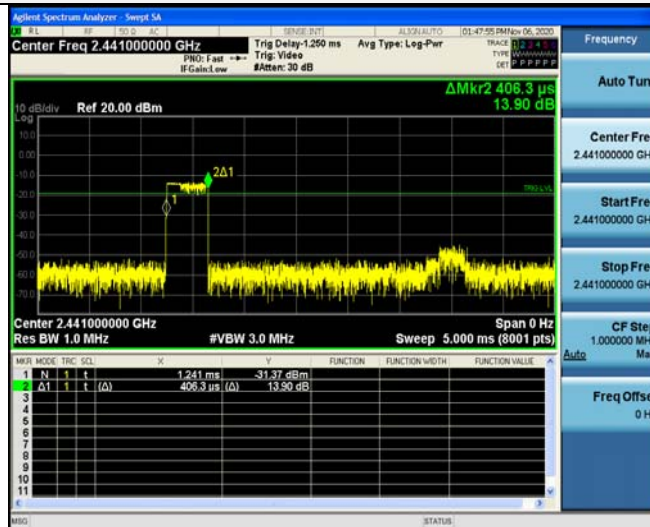 Agilent Spectrum Analyzer - Swept SA
RL RF 50 Ω AC SENSE:INT ALIGN AUTO 01:47:55 PM Nov 06, 2020
Center Freq 2.441000000 GHz Trig Delay-1.250 ms Avg Type: Log-Pwr TRACE 1 2 3 4 5 6
PNO: Fast Trig: Video TYPE
IFGain:Low #Atten: 30 dB DET P P P P P P
ΔMkr2 406.3 µs
10 dB/div Ref 20.00 dBm 13.90 dB
Log
10.0
0.00
-10.0
2Δ1
-20.0 TRIG LVL
1
-30.0
-40.0
-50.0
-60.0
-70.0
Center 2.441000000 GHz Span 0 Hz
Res BW 1.0 MHz #VBW 3.0 MHz Sweep 5.000 ms (8001 pts)
MKR MODE TRC SCL X Y FUNCTION FUNCTION WIDTH FUNCTION VALUE
1 N 1 t 1.241 ms -31.37 dBm
2 Δ1 1 t (Δ) 406.3 µs (Δ) 13.90 dB
3
4
5
6
7
8
9
10
11
MSG STATUS
Frequency
Auto Tun
Center Fre
2.441000000 GH
Start Fre
2.441000000 GH
Stop Fre
2.441000000 GH
CF Ste
1.000000 MH
Auto Ma
Freq Offse
0 H